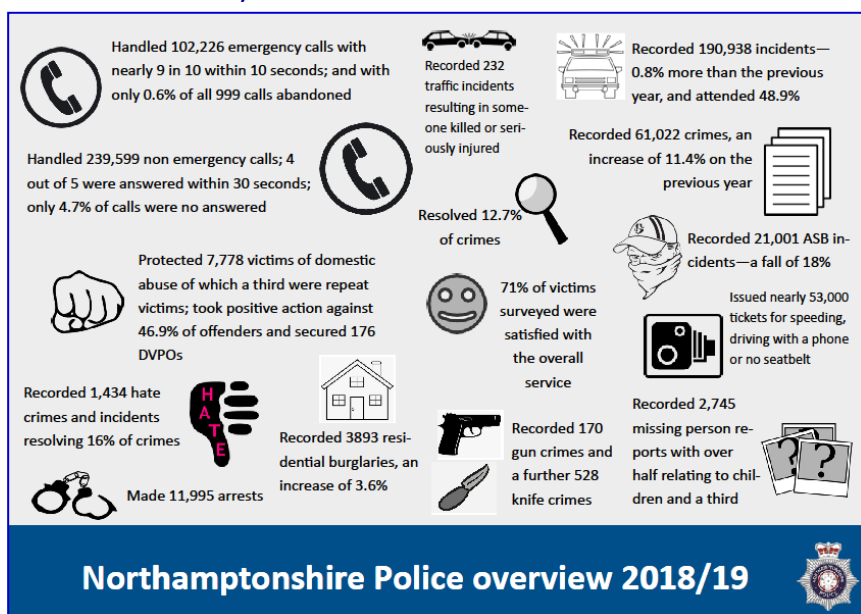 Handled 102,226 emergency calls with
nearly 9 in 10 within 10 seconds; and with
only 0.6% of all 999 calls abandoned
Recorded 232
traffic incidents
resulting in some-
one killed or seri-
ously injured
Recorded 190,938 incidents—
0.8% more than the previous
year, and attended 48.9%
Handled 239,599 non emergency calls; 4
out of 5 were answered within 30 seconds;
only 4.7% of calls were no answered
Recorded 61,022 crimes, an
increase of 11.4% on the
previous year
Resolved 12.7%
of crimes
Recorded 21,001 ASB in-
cidents—a fall of 18%
Protected 7,778 victims of domestic
abuse of which a third were repeat
victims; took positive action against
46.9% of offenders and secured 176
DVPOs
71% of victims
surveyed were
satisfied with
the overall
service
Issued nearly 53,000
tickets for speeding,
driving with a phone
or no seatbelt
Recorded 1,434 hate
crimes and incidents
resolving 16% of crimes
HATE
Recorded 3893 resi-
dential burglaries, an
increase of 3.6%
Recorded 170
gun crimes and
a further 528
knife crimes
Recorded 2,745
missing person re-
ports with over
half relating to chil-
dren and a third
? ? ?
Made 11,995 arrests
Northamptonshire Police overview 2018/19